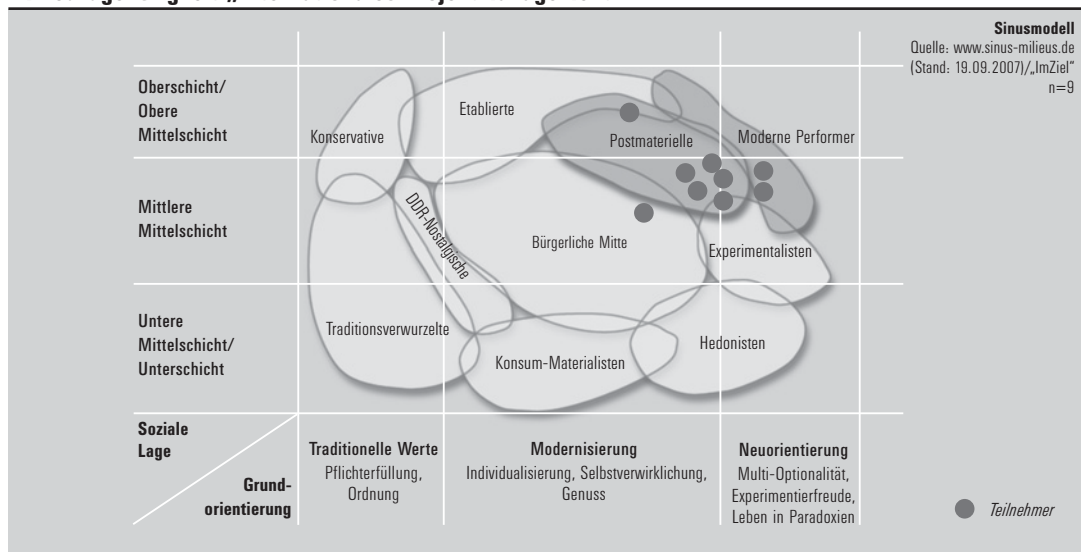 Sinusmodell
Quelle: www.sinus-milieus.de
(Stand: 19.09.2007)/„ImZiel“
n=9
Oberschicht/
Obere
Mittelschicht
Konservative
Etablierte
Postmaterielle
Moderne Performer
Mittlere
Mittelschicht
DDR-Nostalgische
Bürgerliche Mitte
Experimentalisten
Untere
Mittelschicht/
Unterschicht
Traditionsverwurzelte
Konsum-Materialisten
Hedonisten
Soziale
Lage
Grund-
orientierung
Traditionelle Werte
Pflichterfüllung,
Ordnung
Modernisierung
Individualisierung, Selbstverwirklichung,
Genuss
Neuorientierung
Multi-Optionalität,
Experimentierfreude,
Leben in Paradoxien
Teilnehmer